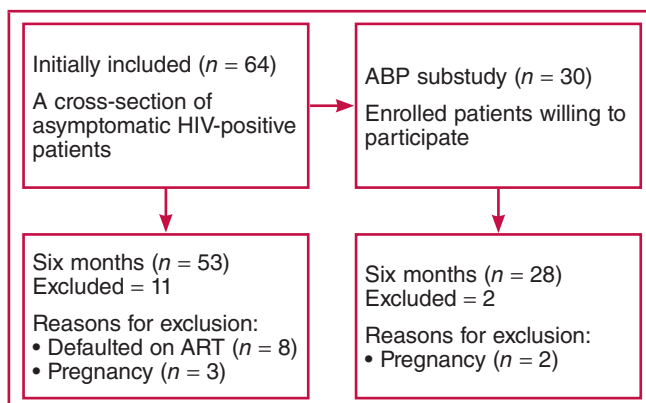 Initially included (n = 64)
A cross-section of
asymptomatic HIV-positive
patients
ABP substudy (n = 30)
Enrolled patients willing to
participate
Six months (n = 53)
Excluded = 11
Reasons for exclusion:
• Defaulted on ART (n = 8)
• Pregnancy (n = 3)
Six months (n = 28)
Excluded = 2
Reasons for exclusion:
• Pregnancy (n = 2)